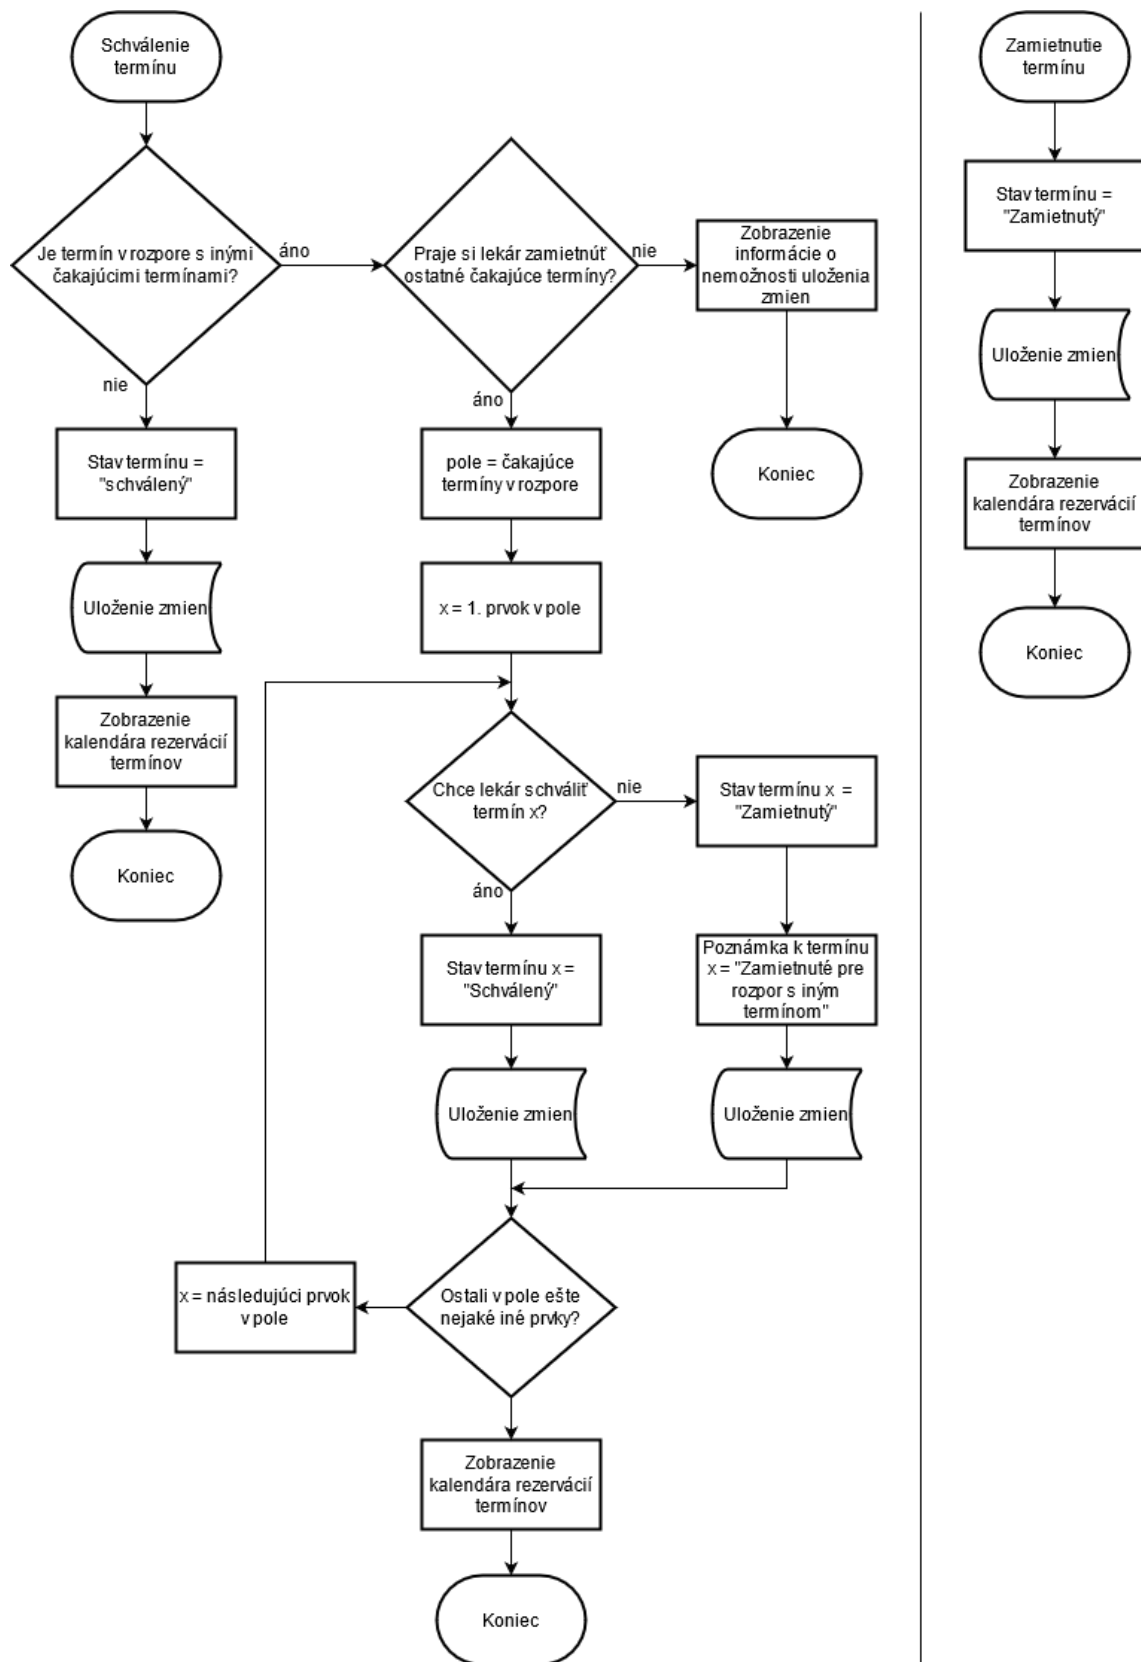 Schválenie
termínu
Je termín v rozpore s inými
čakajúcimi termínami?
áno
nie
Praje si lekár zamietnúť
ostatné čakajúce termíny?
nie
áno
Zobrazenie
informácie o
nemožnosti uloženia
zmien
Koniec
Stav termínu =
"schválený"
Uloženie zmien
Zobrazenie
kalendára rezervácií
termínov
Koniec
pole = čakajúce
termíny v rozpore
x = 1. prvok v pole
Chce lekár schváliť
termín x?
nie
áno
Stav termínu x =
"Zamietnutý"
Poznámka k termínu
x = "Zamietnuté pre
rozpor s iným
termínom"
Uloženie zmien
Stav termínu x =
"Schválený"
Uloženie zmien
Ostali v pole ešte
nejaké iné prvky?
x = následujúci prvok
v pole
Zobrazenie
kalendára rezervácií
termínov
Koniec
Zamietnutie
termínu
Stav termínu =
"Zamietnutý"
Uloženie zmien
Zobrazenie
kalendára rezervácií
termínov
Koniec